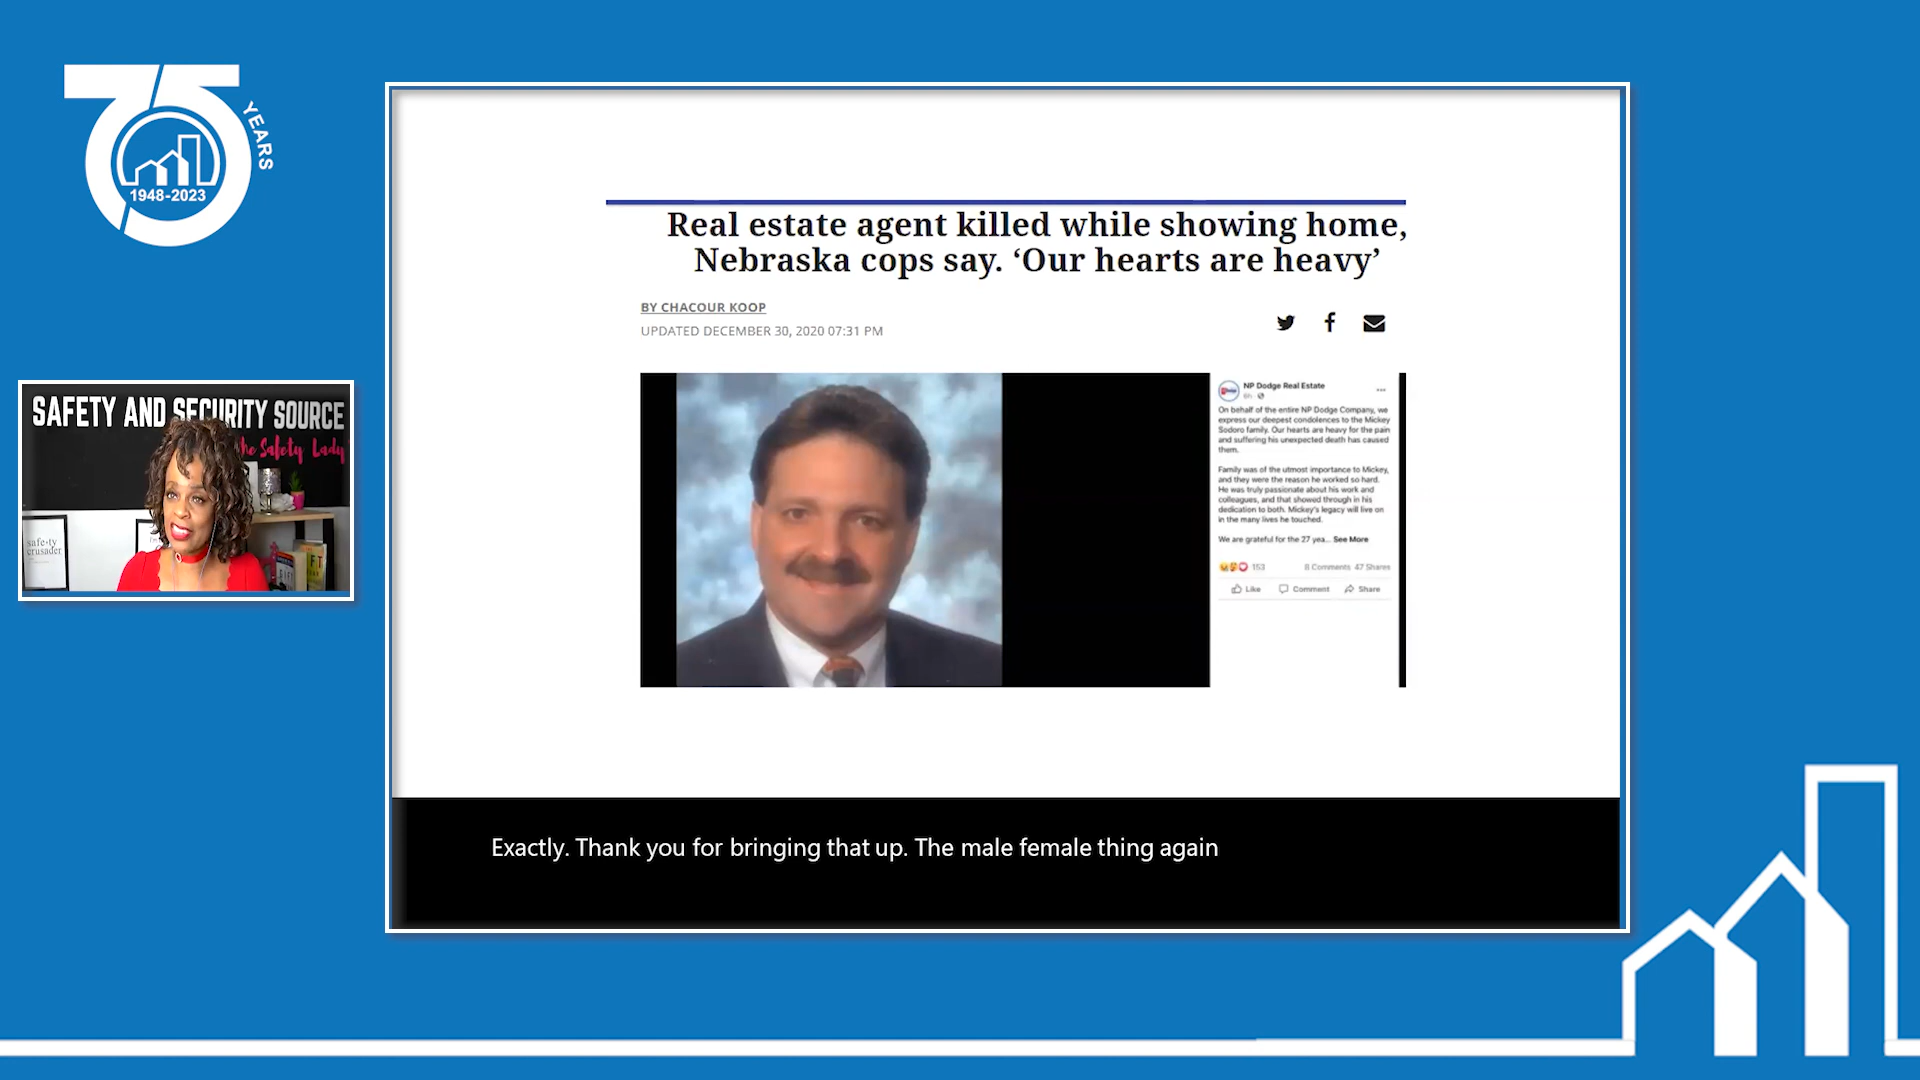 75
YEARS
1948-2023
SAFETY AND SECURITY SOURCE
The Safety Lady
safe·ty
crusader
Real estate agent killed while showing home,
Nebraska cops say. ‘Our hearts are heavy’
BY CHACOUR KOOP
UPDATED DECEMBER 30, 2020 07:31 PM
NP Dodge Real Estate
6h
On behalf of the entire NP Dodge Company, we
express our deepest condolences to the Mickey
Sodoro family. Our hearts are heavy for the pain
and suffering his unexpected death has caused
them.
Family was of the utmost importance to Mickey,
and they were the reason he worked so hard.
He was truly passionate about his work and
colleagues, and that showed through in his
dedication to both. Mickey's legacy will live on
in the many lives he touched.
We are grateful for the 27 yea... See More
153 8 Comments 47 Shares
Like Comment Share
Exactly. Thank you for bringing that up. The male female thing again